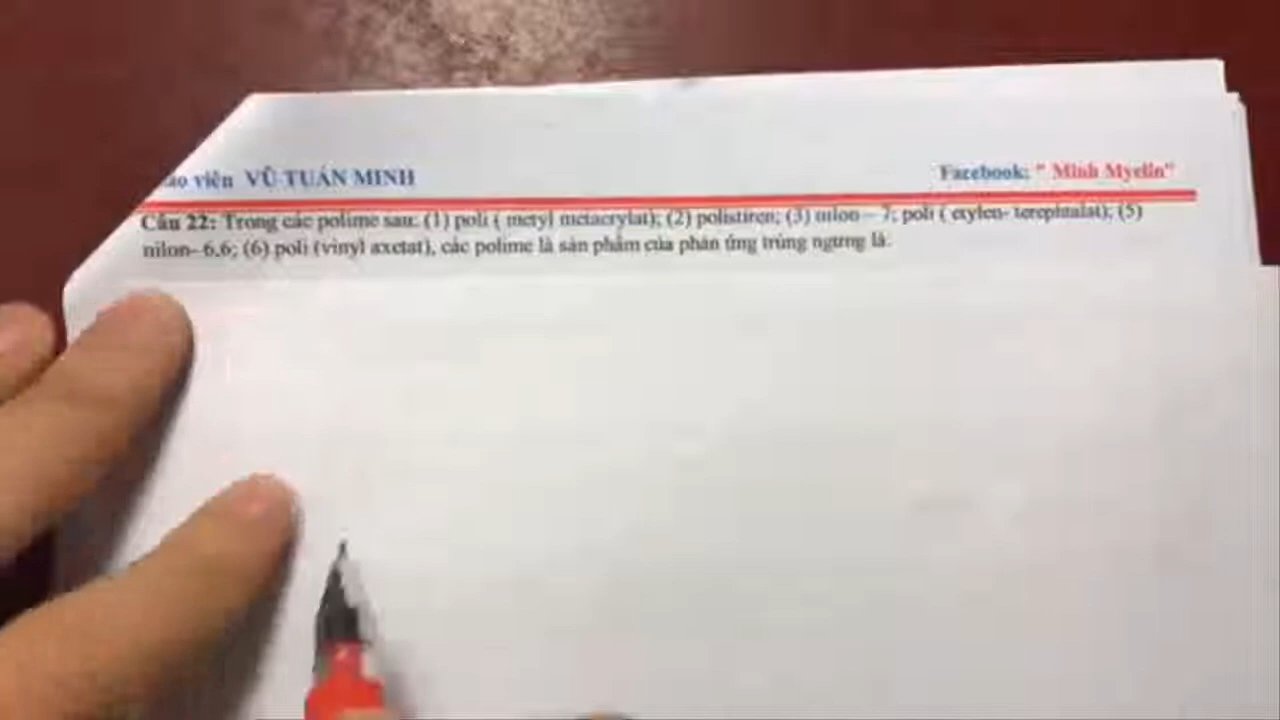 áo viên VŨ TUẤN MINH
Facebook: " Minh Myelin"
Câu 22: Trong các polime sau: (1) poli ( metyl metacrylat); (2) polistiren; (3) nilon – 7; poli ( etylen- terephtalat); (5)
nilon- 6,6; (6) poli (vinyl axetat), các polime là sản phẩm của phản ứng trùng ngưng là: